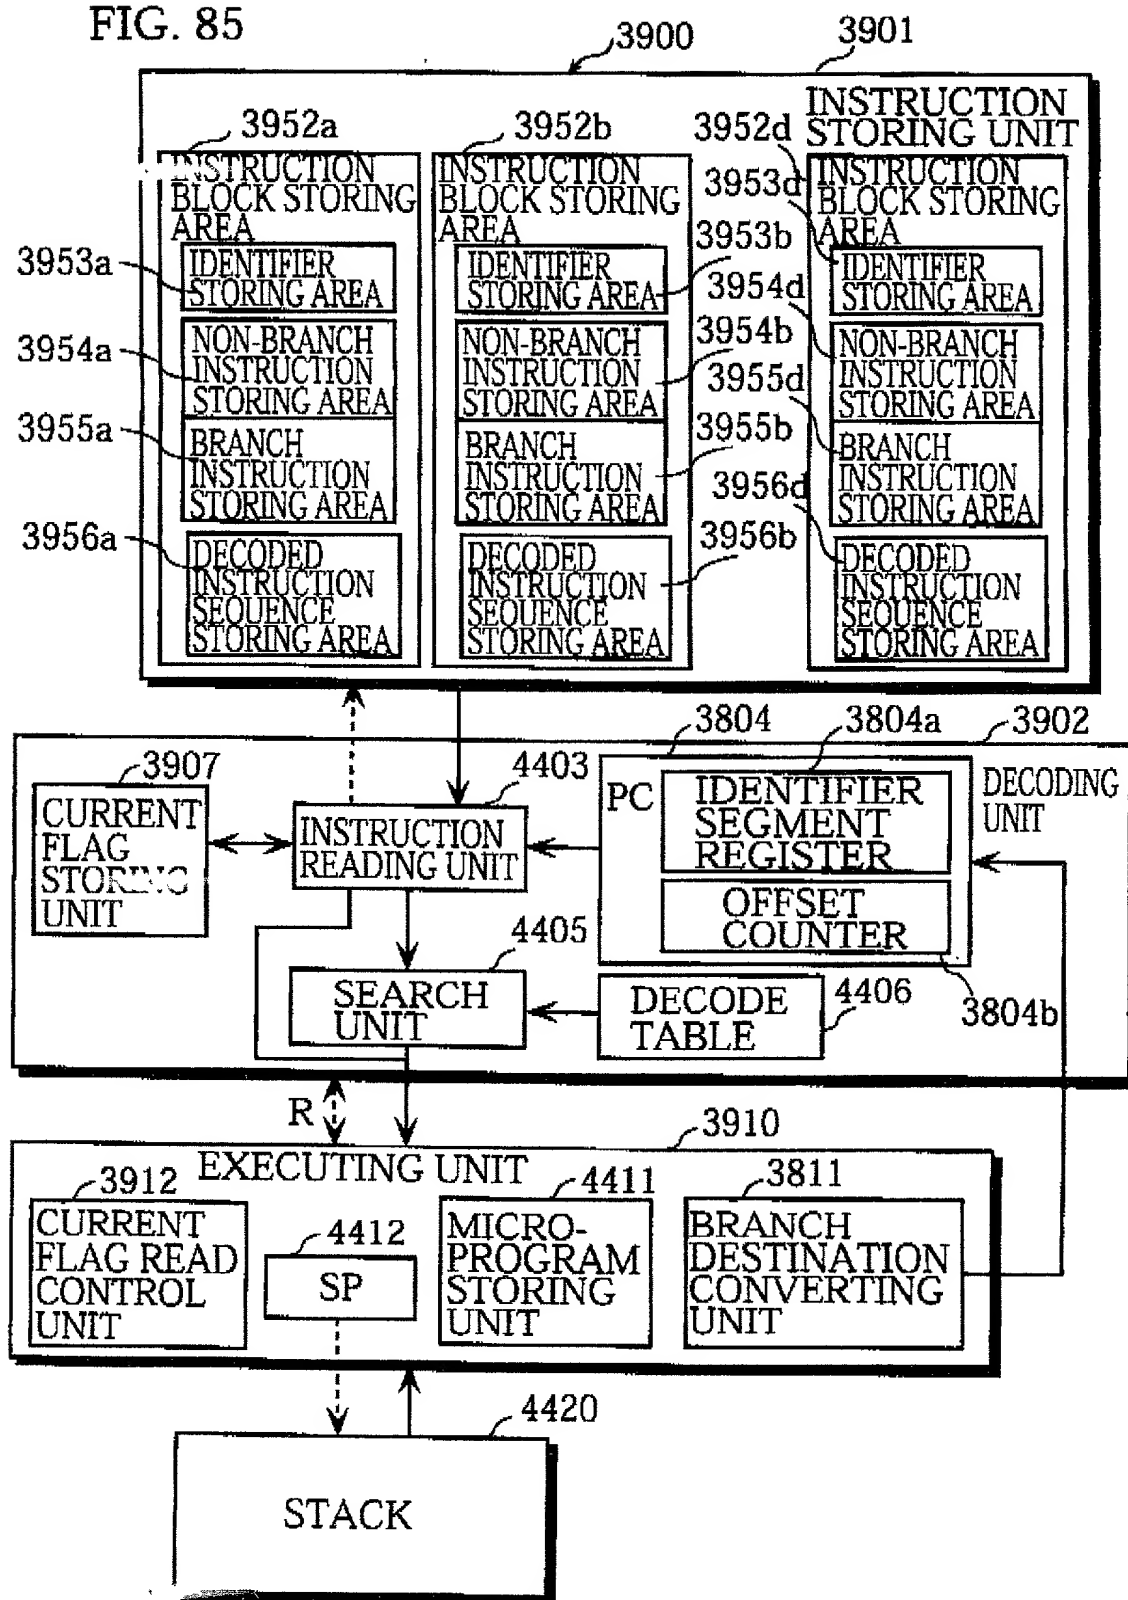 FIG. 85
3900
3901
INSTRUCTION
STORING UNIT
3952a
INSTRUCTION
BLOCK STORING
AREA
3953a
IDENTIFIER
STORING AREA
3954a
NON-BRANCH
INSTRUCTION
STORING AREA
3955a
BRANCH
INSTRUCTION
STORING AREA
3956a
DECODED
INSTRUCTION
SEQUENCE
STORING AREA
3952b
INSTRUCTION
BLOCK STORING
AREA
3953b
IDENTIFIER
STORING AREA
3954b
NON-BRANCH
INSTRUCTION
STORING AREA
3955b
BRANCH
INSTRUCTION
STORING AREA
3956b
DECODED
INSTRUCTION
SEQUENCE
STORING AREA
3952d
INSTRUCTION
BLOCK STORING
AREA
3953d
IDENTIFIER
STORING AREA
3954d
NON-BRANCH
INSTRUCTION
STORING AREA
3955d
BRANCH
INSTRUCTION
STORING AREA
3956d
DECODED
INSTRUCTION
SEQUENCE
STORING AREA
3902
DECODING
UNIT
3907
CURRENT
FLAG
STORING
UNIT
4403
INSTRUCTION
READING UNIT
3804
PC
3804a
IDENTIFIER
SEGMENT
REGISTER
OFFSET
COUNTER
3804b
4405
SEARCH
UNIT
DECODE
TABLE
4406
R
3910
EXECUTING UNIT
3912
CURRENT
FLAG READ
CONTROL
UNIT
4412
SP
4411
MICRO-
PROGRAM
STORING
UNIT
3811
BRANCH
DESTINATION
CONVERTING
UNIT
4420
STACK